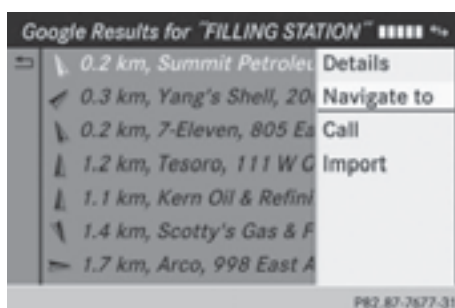 Google Results for "FILLING STATION"
0.2 km, Summit Petroleu
0.3 km, Yang's Shell, 20
0.2 km, 7-Eleven, 805 Ea
1.2 km, Tesoro, 111 W
1.1 km, Kern Oil & Refini
1.4 km, Scotty's Gas & F
1.7 km, Arco, 998 East A
Details
Navigate to
Call
Import
P82.87-7677-31